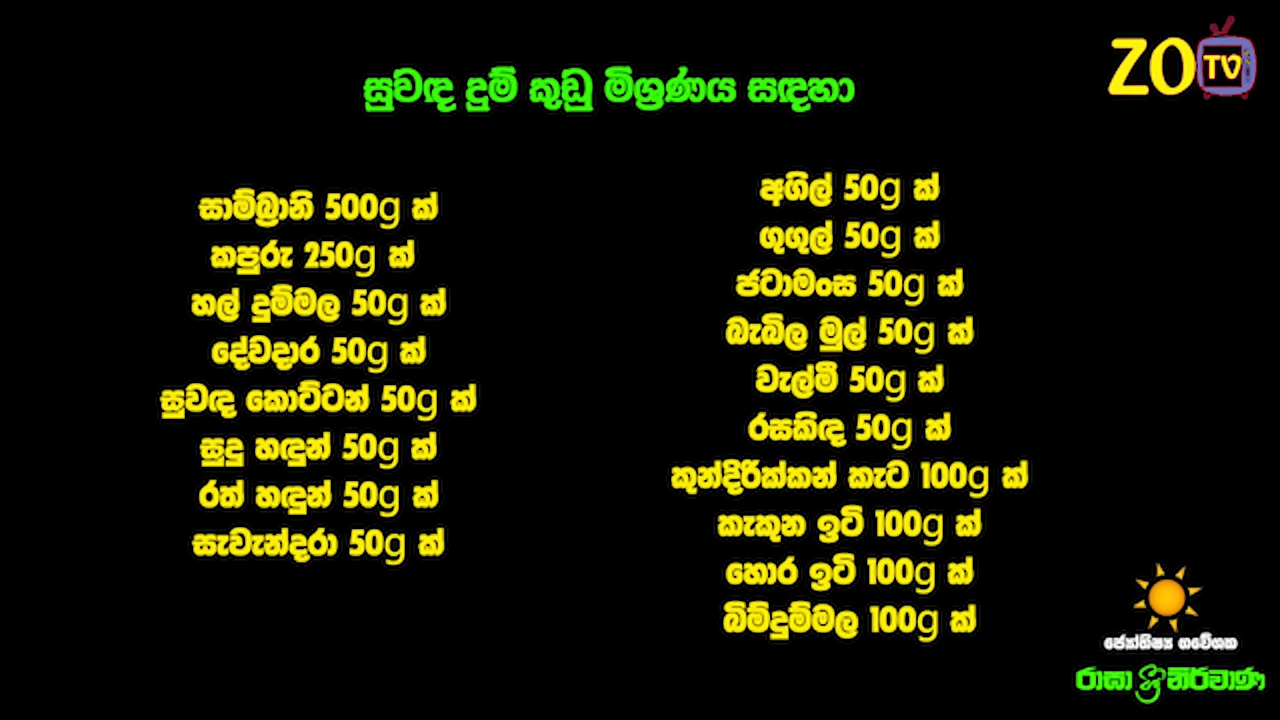 ZO TV
සුවඳ දුම් කුඩු මිශ්‍රණය සඳහා
සාම්බ්‍රානි 500g ක්
කපුරු 250g ක්
හල් දුම්මල 50g ක්
දේවදාර 50g ක්
සුවඳ කොට්ටන් 50g ක්
සුදු හඳුන් 50g ක්
රත් හඳුන් 50g ක්
සැවැන්දරා 50g ක්
අගිල් 50g ක්
ගුගුල් 50g ක්
ජටාමංස 50g ක්
බැබිල මුල් 50g ක්
වැල්මී 50g ක්
රසකිඳ 50g ක්
කුන්දිරික්කන් කැට 100g ක්
කැකුන ඉටි 100g ක්
හොර ඉටි 100g ක්
බිම්දුම්මල 100g ක්
ජ්‍යෝතිෂ්‍ය ගවේශක
රාඝා ශ්‍රී නිර්වාණ